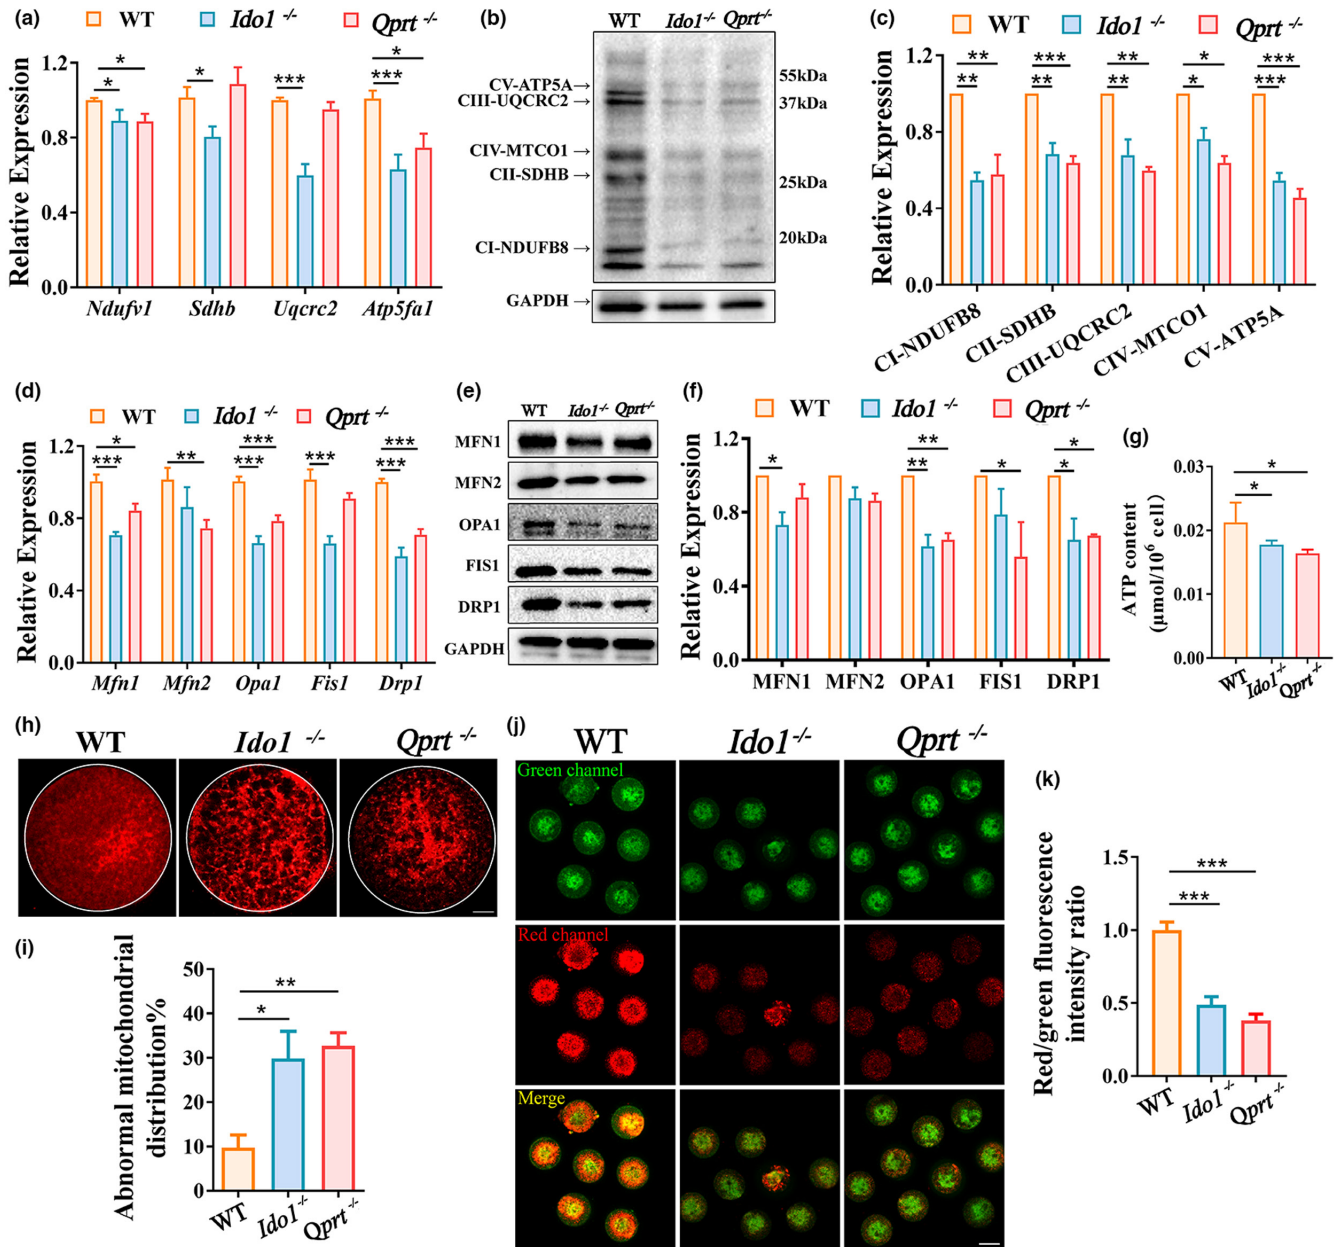 (a)
WT Ido1 -/- Qprt -/-
Relative Expression
1.2
0.8
0.4
0.0
* * * *** *** *
Ndufv1 Sdhb Uqcrc2 Atp5fa1
(b)
WT Ido1-/- Qprt-/-
CV-ATP5A→
CIII-UQCRC2→
CIV-MTCO1 →
CII-SDHB→
CI-NDUFB8→
GAPDH→
55kDa
37kDa
25kDa
20kDa
(c)
WT Ido1 -/- Qprt -/-
Relative Expression
1.2
0.8
0.4
0.0
** *** ** * ***
** ** ** * ***
CI-NDUFB8
CII-SDHB
CIII-UQCRC2
CIV-MTCO1
CV-ATP5A
(d)
WT Ido1 -/- Qprt -/-
Relative Expression
1.2
0.8
0.4
0.0
* ** *** *** ***
*** *** ***
Mfn1 Mfn2 Opa1 Fis1 Drp1
(e)
WT Ido1-/- Qprt-/-
MFN1
MFN2
OPA1
FIS1
DRP1
GAPDH
(f)
WT Ido1 -/- Qprt -/-
Relative Expression
1.2
0.8
0.4
0.0
* ** ** * * *
MFN1 MFN2 OPA1 FIS1 DRP1
(g)
ATP content
(μmol/10⁶ cell)
0.03
0.02
0.01
0.00
*
*
WT Ido1-/- Qprt-/-
(h)
WT Ido1 -/- Qprt -/-
(i)
Abnormal mitochondrial
distribution%
50
40
30
20
10
0
**
*
WT Ido1-/- Qprt-/-
(j)
WT Ido1-/- Qprt -/-
Green channel
Red channel
Merge
(k)
Red/green fluorescence
intensity ratio
1.5
1.0
0.5
0.0
***
***
WT Ido1-/- Qprt-/-